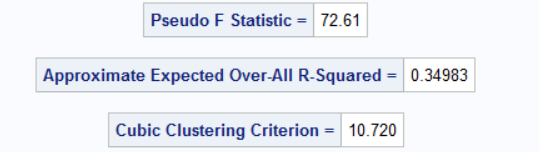 Pseudo F Statistic = 72.61
Approximate Expected Over-All R-Squared = 0.34983
Cubic Clustering Criterion = 10.720